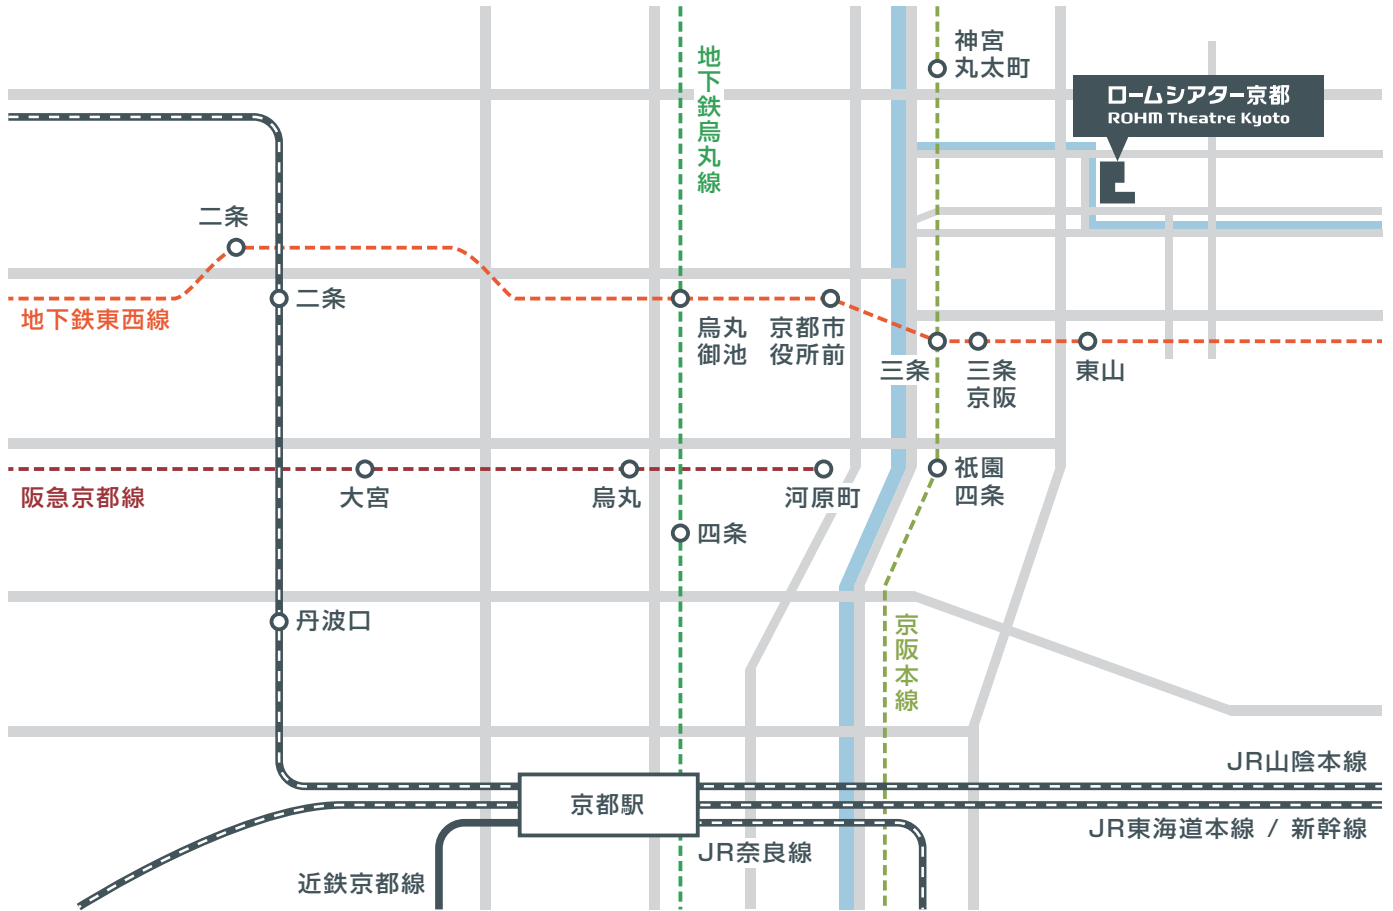 神宮
丸太町
ロームシアター京都
ROHM Theatre Kyoto
地下鉄烏丸線
二条
二条
地下鉄東西線
烏丸
御池
京都市
役所前
三条
三条
京阪
東山
阪急京都線
大宮
烏丸
河原町
祇園
四条
四条
丹波口
京阪本線
JR山陰本線
京都駅
JR東海道本線 / 新幹線
JR奈良線
近鉄京都線